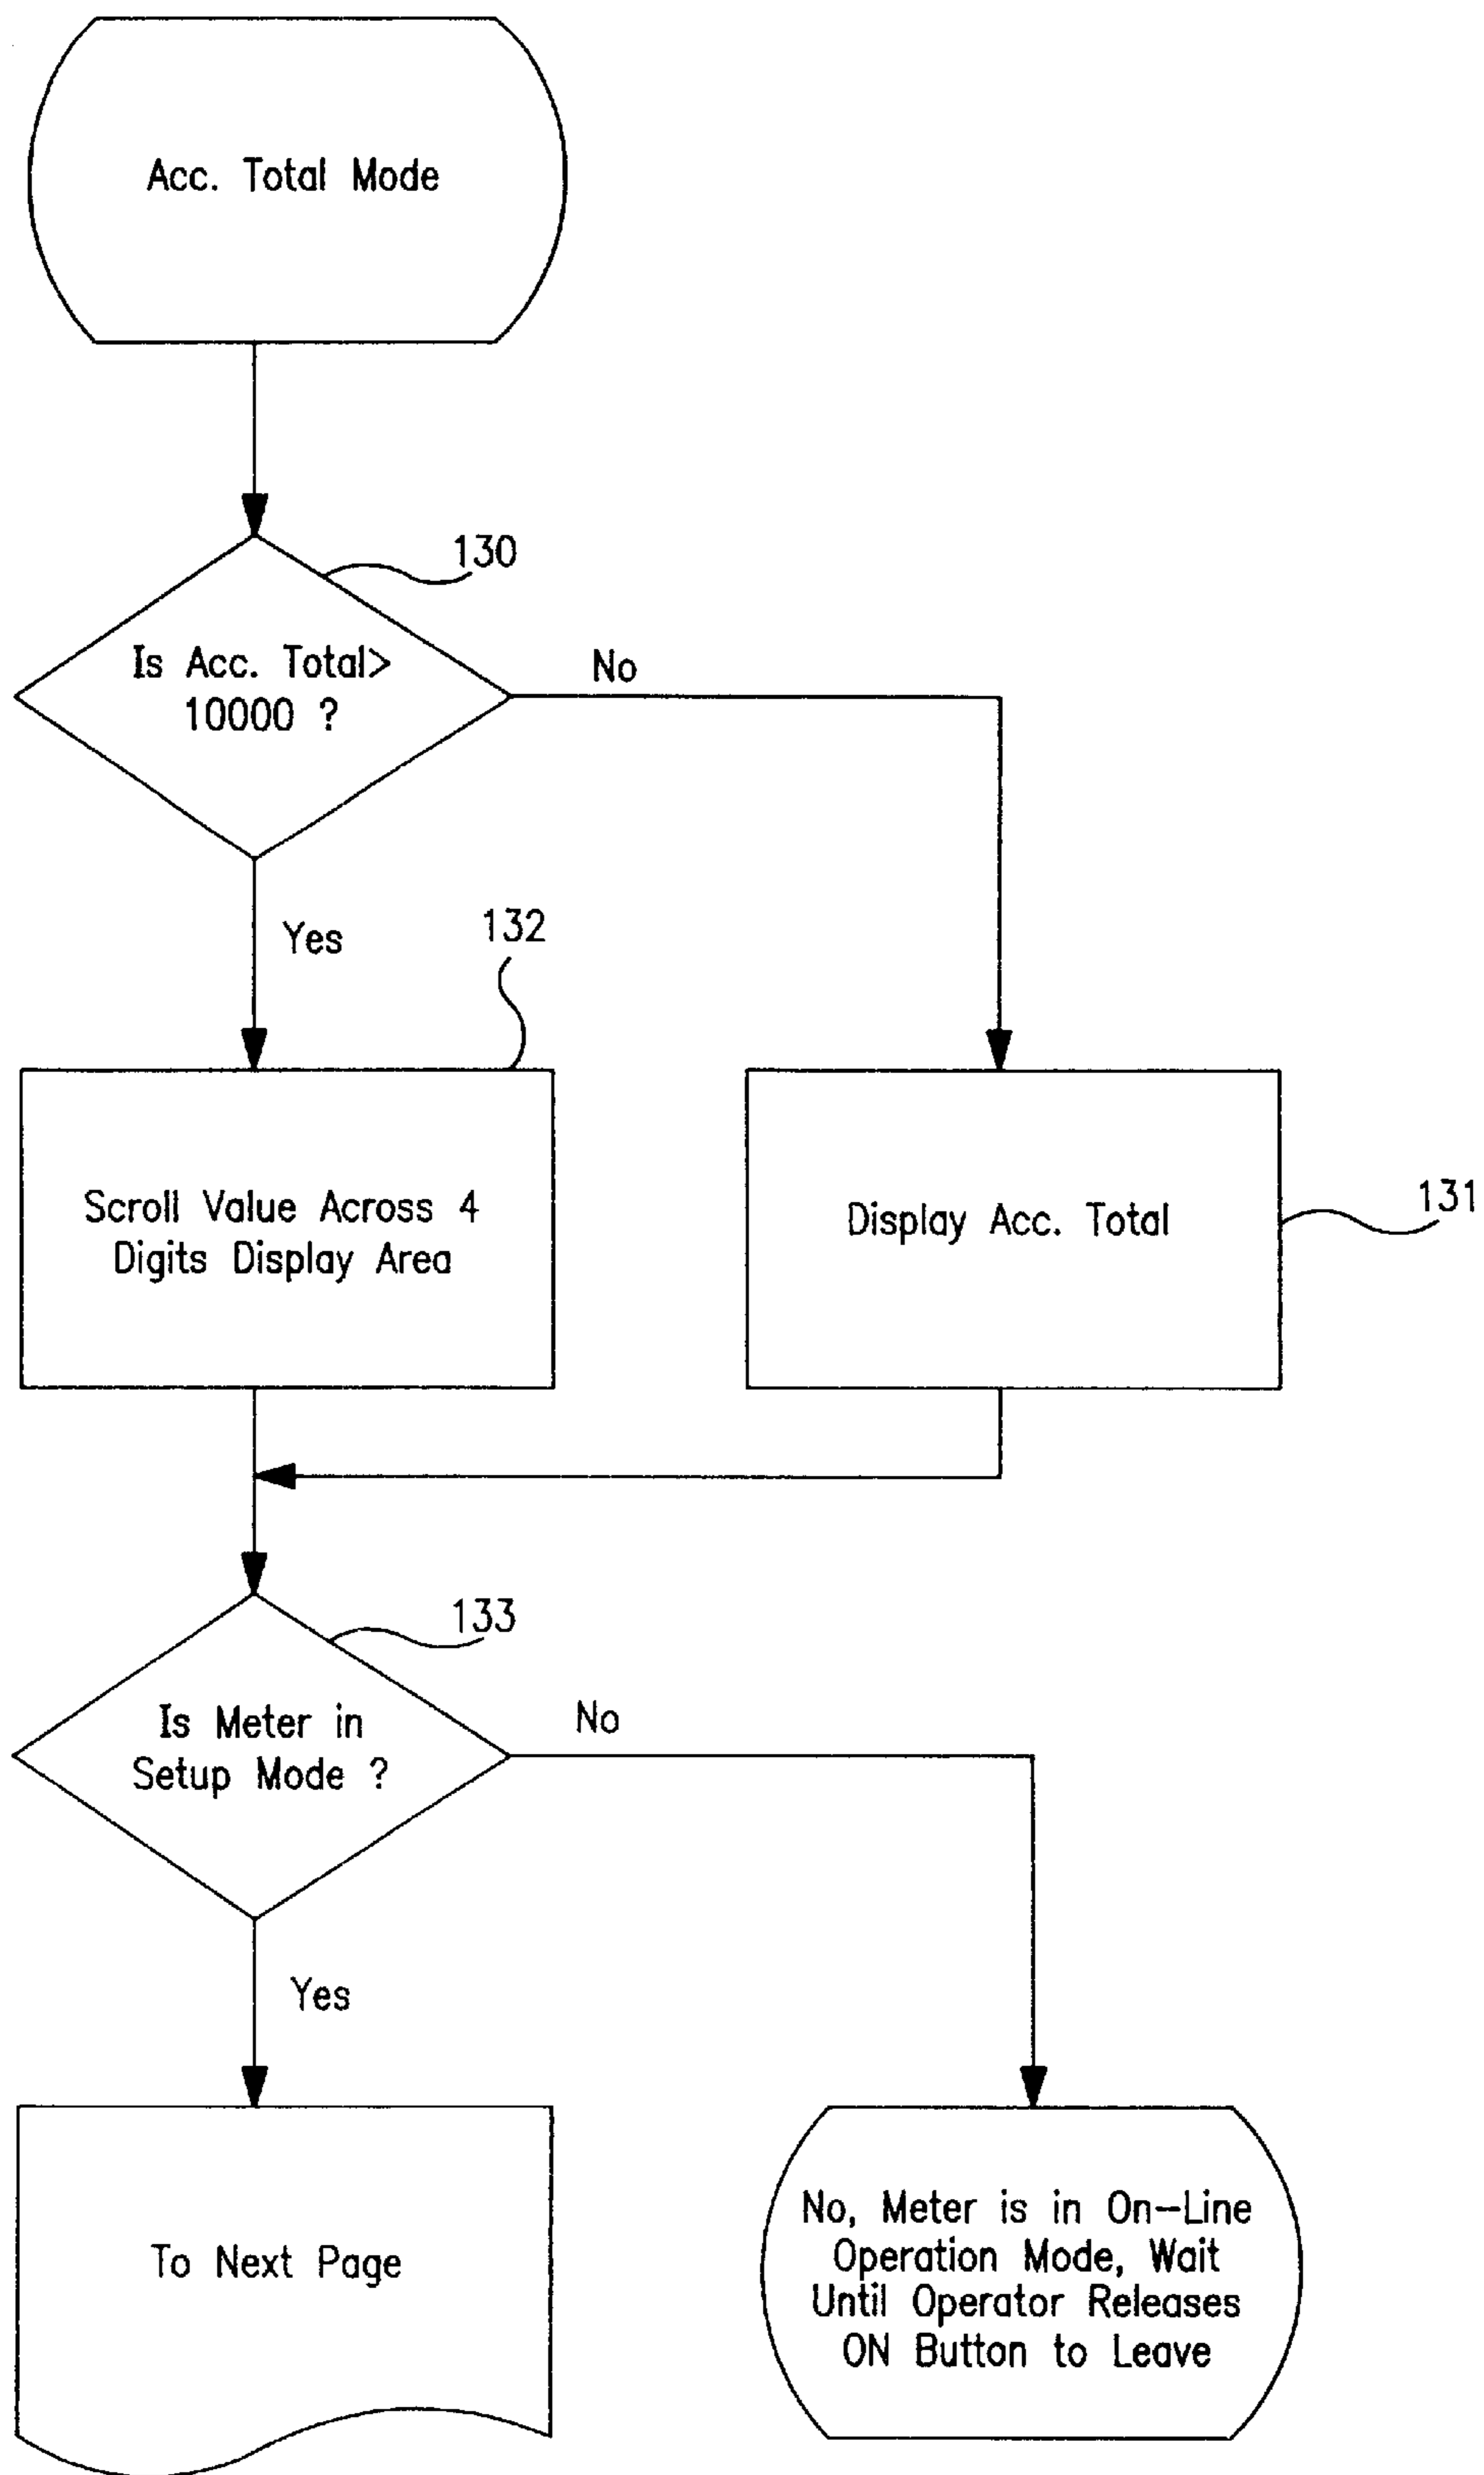 Acc. Total Mode
130
Is Acc. Total>
10000 ?
No
Yes
132
Scroll Value Across 4
Digits Display Area
Display Acc. Total
131
133
Is Meter in
Setup Mode ?
No
Yes
To Next Page
No, Meter is in On-Line
Operation Mode, Wait
Until Operator Releases
ON Button to Leave